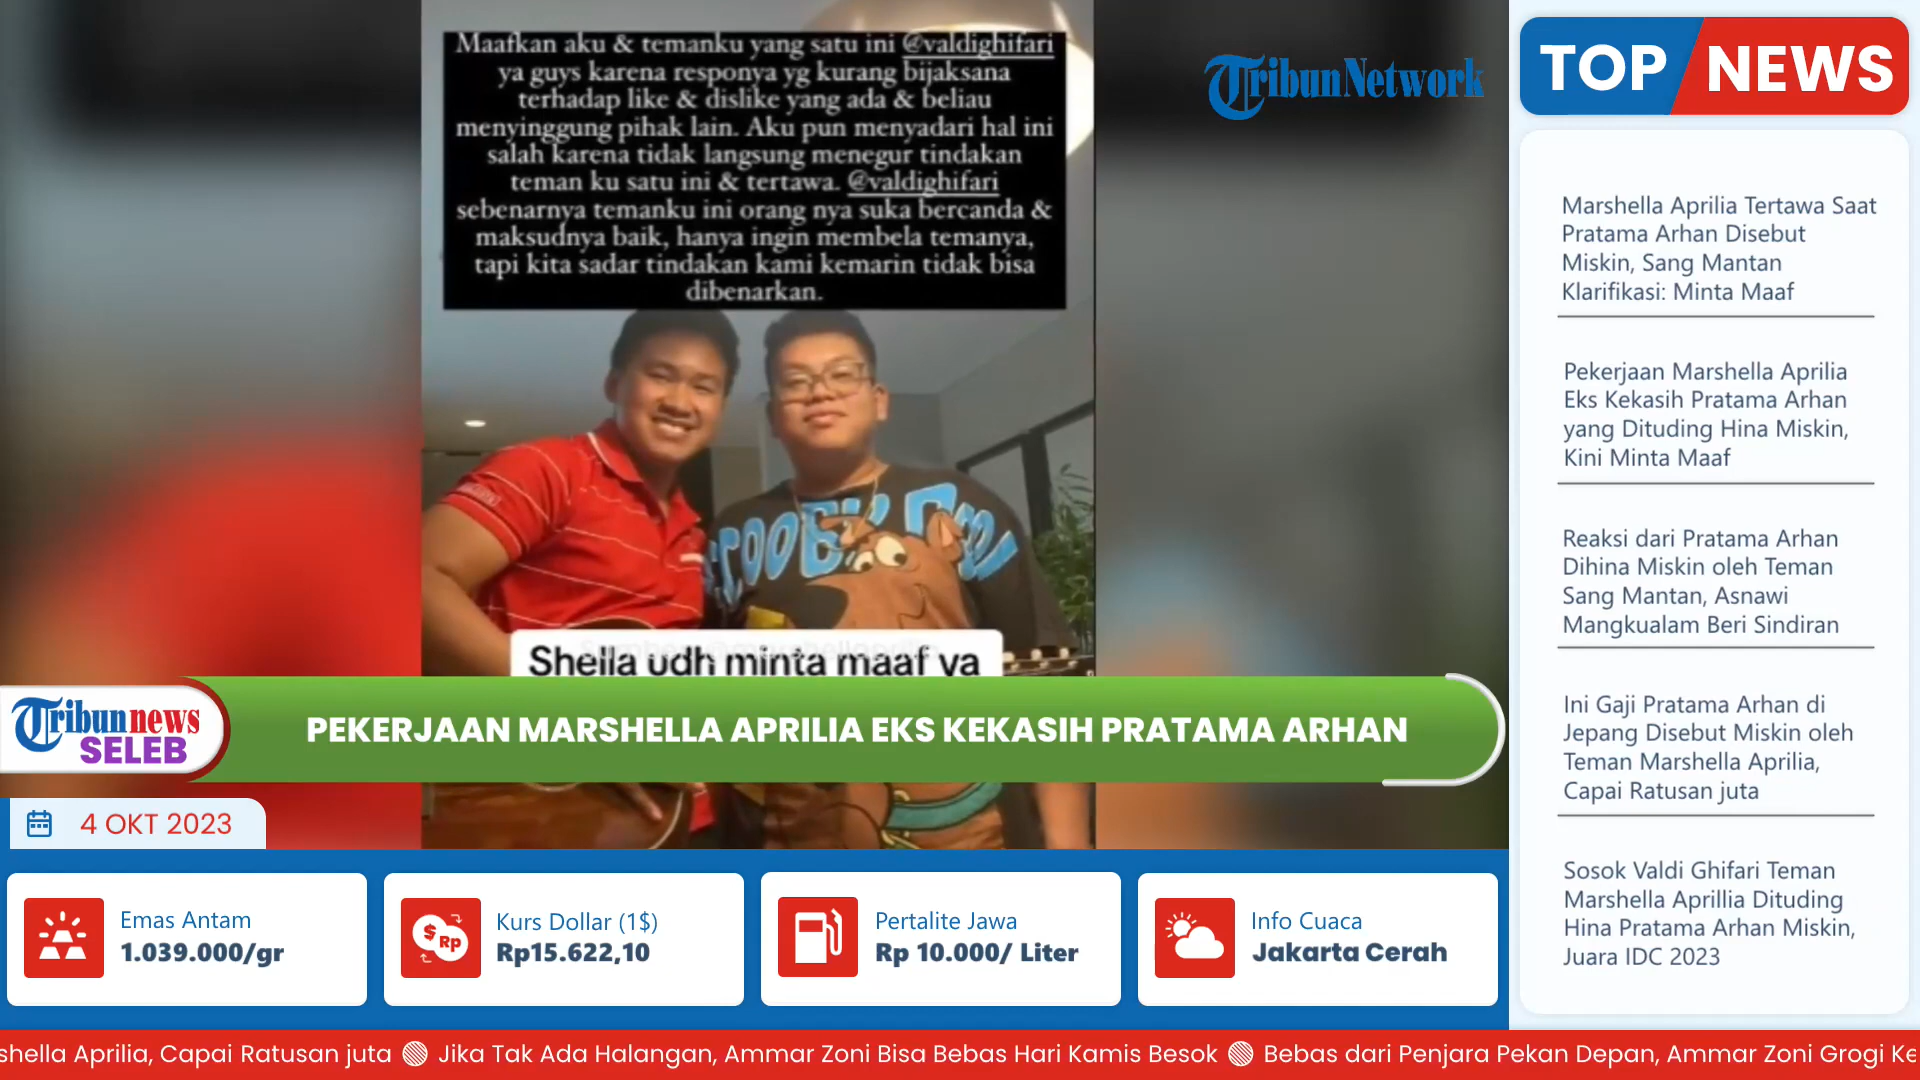 Maafkan aku & temanku yang satu ini @valdighifari
ya guys karena responya yg kurang bijaksana
terhadap like & dislike yang ada & beliau
menyinggung pihak lain. Aku pun menyadari hal ini
salah karena tidak langsung menegur tindakan
teman ku satu ini & tertawa. @valdighifari
sebenarnya temanku ini orang nya suka bercanda &
maksudnya baik, hanya ingin membela temanya,
tapi kita sadar tindakan kami kemarin tidak bisa
dibenarkan.
TribunNetwork
Sheila udh minta maaf ya
Tribunnews
SELEB
PEKERJAAN MARSHELLA APRILIA EKS KEKASIH PRATAMA ARHAN
4 OKT 2023
Emas Antam
1.039.000/gr
Kurs Dollar (1$)
Rp15.622,10
Pertalite Jawa
Rp 10.000/ Liter
Info Cuaca
Jakarta Cerah
TOP NEWS
Marshella Aprilia Tertawa Saat
Pratama Arhan Disebut
Miskin, Sang Mantan
Klarifikasi: Minta Maaf
Pekerjaan Marshella Aprilia
Eks Kekasih Pratama Arhan
yang Dituding Hina Miskin,
Kini Minta Maaf
Reaksi dari Pratama Arhan
Dihina Miskin oleh Teman
Sang Mantan, Asnawi
Mangkualam Beri Sindiran
Ini Gaji Pratama Arhan di
Jepang Disebut Miskin oleh
Teman Marshella Aprilia,
Capai Ratusan juta
Sosok Valdi Ghifari Teman
Marshella Aprillia Dituding
Hina Pratama Arhan Miskin,
Juara IDC 2023
shella Aprilia, Capai Ratusan juta Jika Tak Ada Halangan, Ammar Zoni Bisa Bebas Hari Kamis Besok Bebas dari Penjara Pekan Depan, Ammar Zoni Grogi Ke